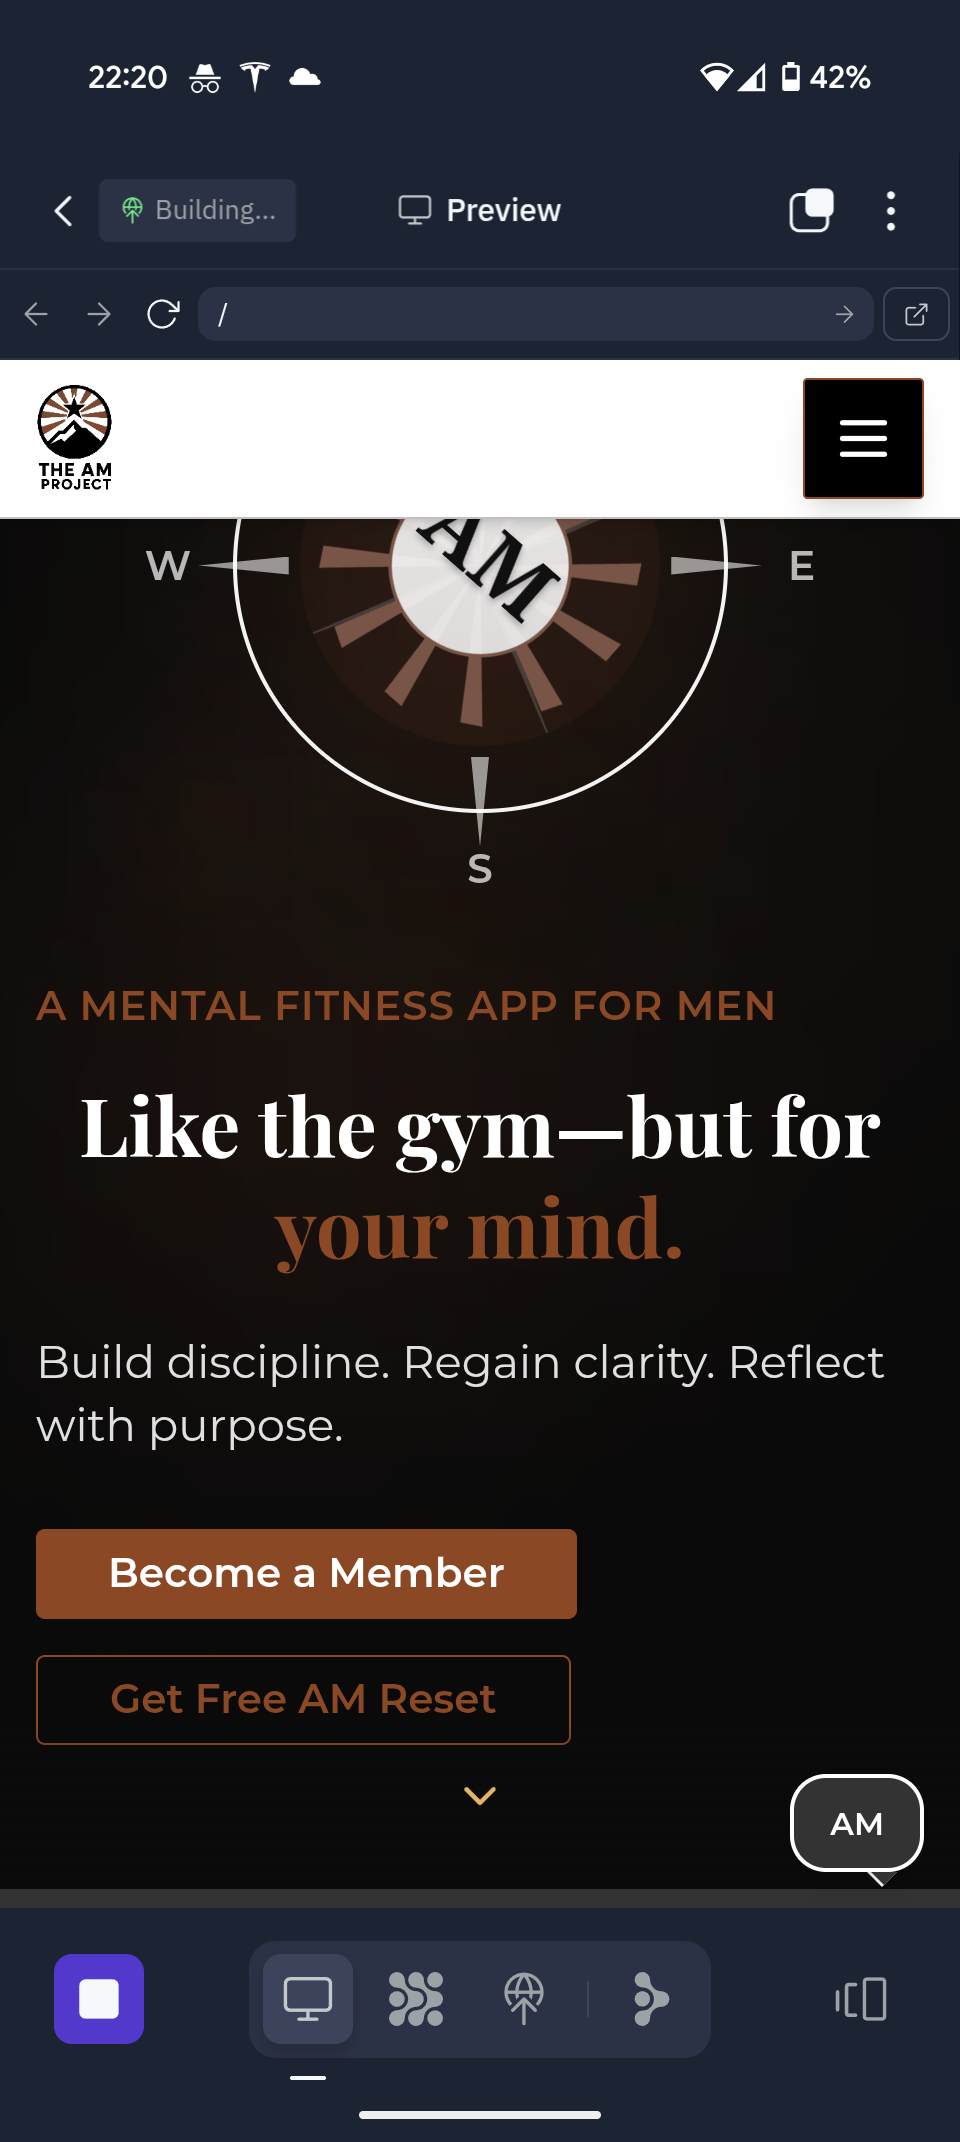 22:20
42%
Building...
Preview
/
THE AM
PROJECT
W
AM
E
S
A MENTAL FITNESS APP FOR MEN
Like the gym—but for
your mind.
Build discipline. Regain clarity. Reflect
with purpose.
Become a Member
Get Free AM Reset
AM